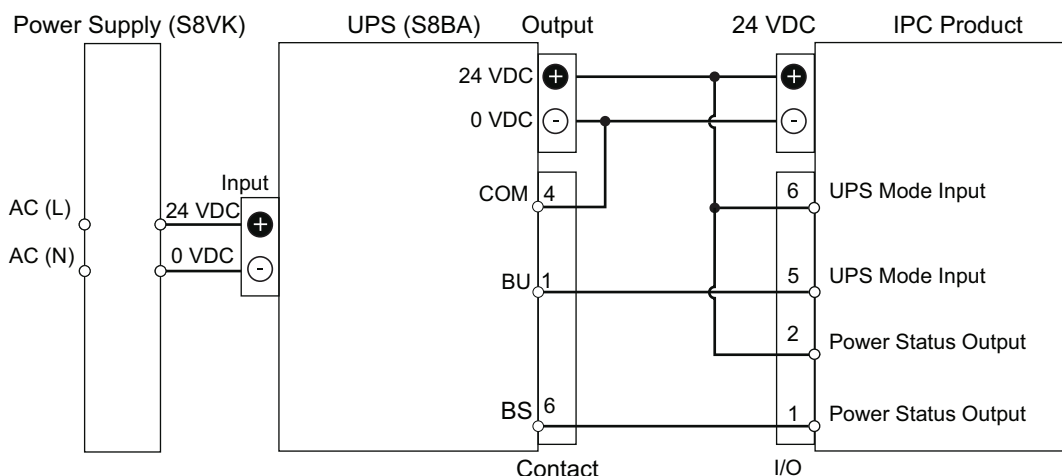 Power Supply (S8VK) UPS (S8BA) Output 24 VDC IPC Product
24 VDC + +
0 VDC - -
Input COM 4 6 UPS Mode Input
AC (L) 24 VDC +
AC (N) 0 VDC -
BU 1 5 UPS Mode Input
2 Power Status Output
BS 6 1 Power Status Output
Contact I/O